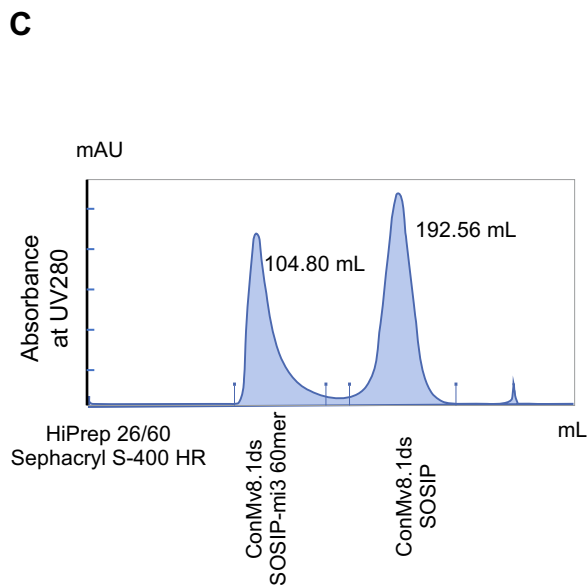 C
mAU
Absorbance
at UV280
104.80 mL
192.56 mL
HiPrep 26/60
Sephacryl S-400 HR
mL
ConMv8.1ds
SOSIP-mi3 60mer
ConMv8.1ds
SOSIP